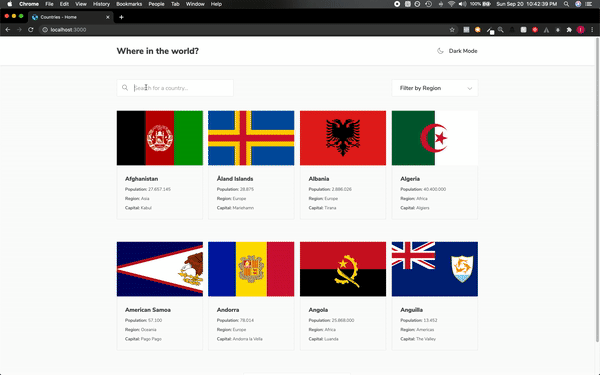 Chrome File Edit View History Bookmarks People Tab Window Help
100% Sun Sep 20 10:42:39 PM
Countries - Home
localhost:3000
Where in the world?
Dark Mode
Search for a country..
Filter by Region
Afghanistan
Population: 27,657,145
Region: Asia
Capital: Kabul
Åland Islands
Population: 28,875
Region: Europe
Capital: Mariehamn
Albania
Population: 2,886,026
Region: Europe
Capital: Tirana
Algeria
Population: 40,400,000
Region: Africa
Capital: Algiers
American Samoa
Population: 57,100
Region: Oceania
Capital: Pago Pago
Andorra
Population: 78,014
Region: Europe
Capital: Andorra la Vella
Angola
Population: 25,868,000
Region: Africa
Capital: Luanda
Anguilla
Population: 13,452
Region: Americas
Capital: The Valley